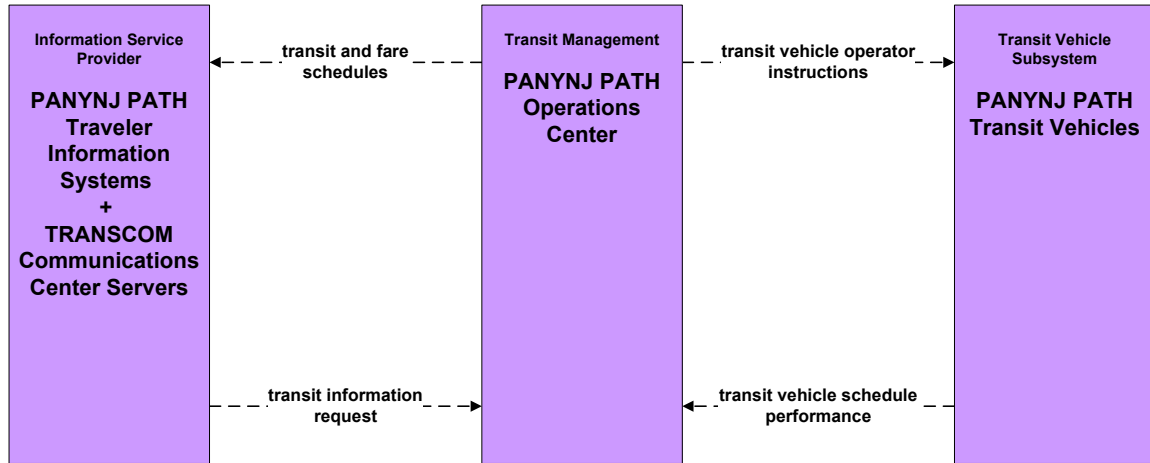 Information Service
Provider
PANYNJ PATH
Traveler
Information
Systems
+
TRANSCOM
Communications
Center Servers
transit and fare
schedules
transit information
request
Transit Management
PANYNJ PATH
Operations
Center
transit vehicle operator
instructions
transit vehicle schedule
performance
Transit Vehicle
Subsystem
PANYNJ PATH
Transit Vehicles